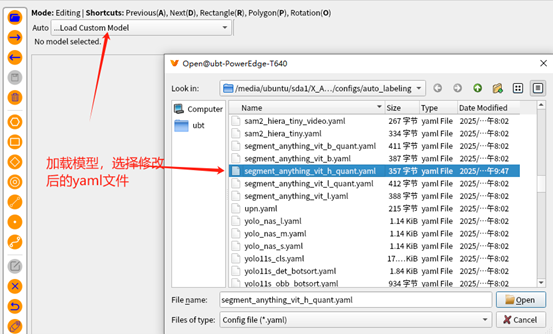 Mode: Editing | Shortcuts: Previous(A), Next(D), Rectangle(R), Polygon(P), Rotation(O)
Auto ...Load Custom Model
No model selected.
Open@ubt-PowerEdge-T640
Look in: /media/ubuntu/sda1/X_A.../configs/auto_labeling
Computer
ubt
Name Size Type Date Modified
sam2_hiera_tiny_video.yaml 267 字节 yaml File 2025/···午8:02
sam2_hiera_tiny.yaml 334 字节 yaml File 2025/···午8:02
segment_anything_vit_b_quant.yaml 411 字节 yaml File 2025/···午8:02
segment_anything_vit_b.yaml 387 字节 yaml File 2025/···午8:02
segment_anything_vit_h_quant.yaml 357 字节 yaml File 2025/···午9:47
segment_anything_vit_l_quant.yaml 412 字节 yaml File 2025/···午8:02
segment_anything_vit_l.yaml 388 字节 yaml File 2025/···午8:02
upn.yaml 215 字节 yaml File 2025/···午8:02
yolo_nas_l.yaml 1.14 KiB yaml File 2025/···午8:02
yolo_nas_m.yaml 1.14 KiB yaml File 2025/···午8:02
yolo_nas_s.yaml 1.14 KiB yaml File 2025/···午8:02
yolo11s_cls.yaml 17.... KiB yaml File 2025/···午8:02
yolo11s_det_botsort.yaml 1.84 KiB yaml File 2025/···午8:02
yolo11s_obb_botsort.yaml 934 字节 yaml File 2025/···午8:02
加载模型，选择修改
后的yaml文件
File name: segment_anything_vit_h_quant.yaml Open
Files of type: Config file (*.yaml) Cancel